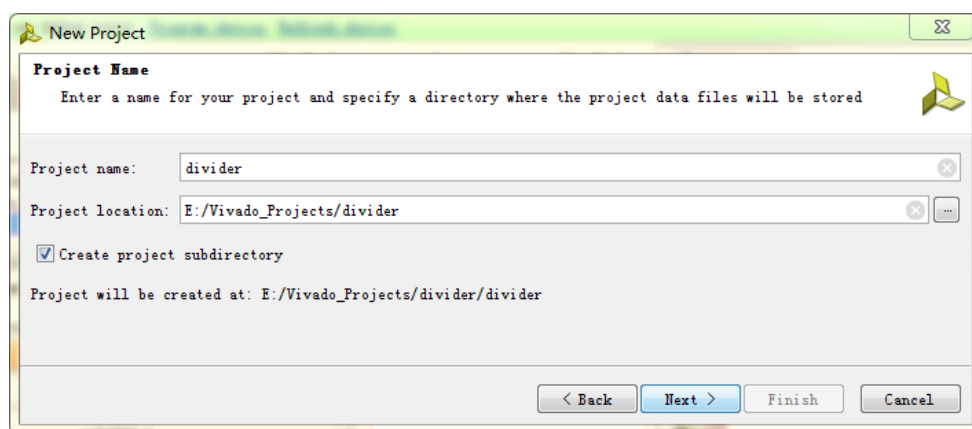 New Project
Project Name
Enter a name for your project and specify a directory where the project data files will be stored
Project name: divider
Project location: E:/Vivado_Projects/divider ...
Create project subdirectory
Project will be created at: E:/Vivado_Projects/divider/divider
< Back Next > Finish Cancel